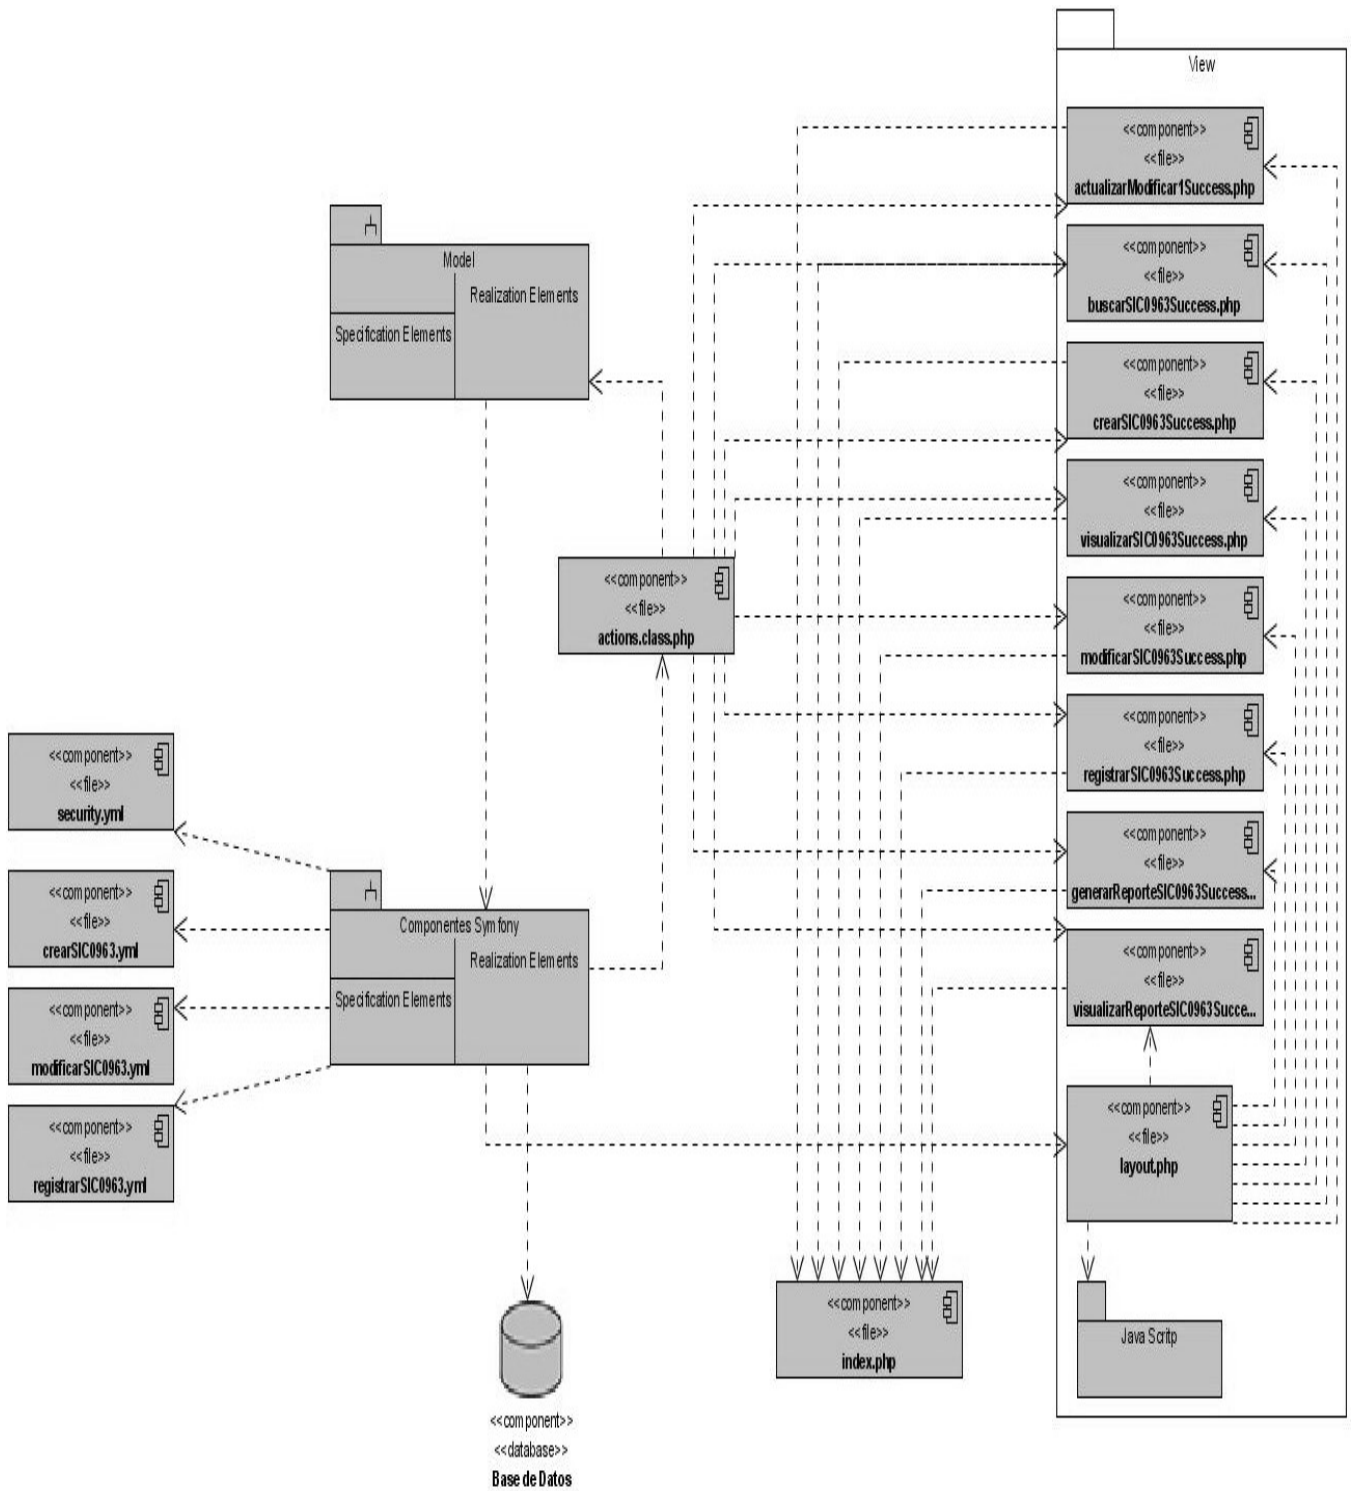 View
<<component>>
<<file>>
actualizarModificar1Success.php
<<component>>
<<file>>
buscarSIC0963Success.php
<<component>>
<<file>>
crearSIC0963Success.php
<<component>>
<<file>>
visualizarSIC0963Success.php
<<component>>
<<file>>
modificarSIC0963Success.php
<<component>>
<<file>>
registrarSIC0963Success.php
<<component>>
<<file>>
generarReporteSIC0963Success...
<<component>>
<<file>>
visualizarReporteSIC0963Succe...
<<component>>
<<file>>
layout.php
Java Scritp
Model
Realization Elements
Specification Elements
<<component>>
<<file>>
actions.class.php
<<component>>
<<file>>
security.yml
<<component>>
<<file>>
crearSIC0963.yml
<<component>>
<<file>>
modificarSIC0963.yml
<<component>>
<<file>>
registrarSIC0963.yml
Componentes Symfony
Realization Elements
Specification Elements
<<component>>
<<file>>
index.php
<<component>>
<<database>>
Base de Datos